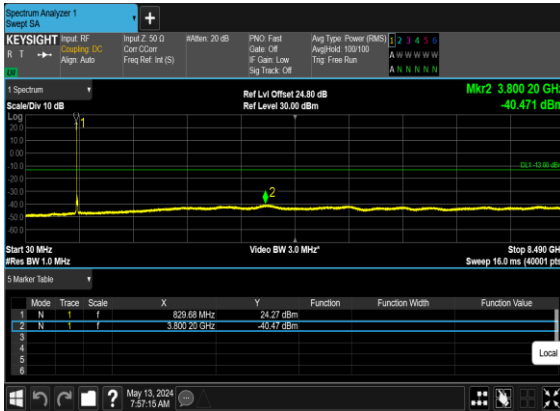 Spectrum Analyzer 1
Swept SA
+
KEYSIGHT Input: RF Input Z: 50 Ω #Atten: 20 dB PNO: Fast Avg Type: Power (RMS) 1 2 3 4 5 6
R T Coupling: DC Corr CCorr Gate: Off Avg|Hold: 100/100 A W W W W W
Align: Auto Freq Ref: Int (S) IF Gain: Low Trig: Free Run
Sig Track: Off A N N N N N
LXI
1 Spectrum Ref Lvl Offset 24.80 dB Mkr2 3.800 20 GHz
Scale/Div 10 dB Ref Level 30.00 dBm -40.471 dBm
Log
1
20.0
10.0
0.00
-10.0
DL1 -13.00 dBm
-20.0
-30.0
2
-40.0
-50.0
-60.0
Start 30 MHz Video BW 3.0 MHz* Stop 8.490 GHz
#Res BW 1.0 MHz Sweep 16.0 ms (40001 pts)
5 Marker Table
Mode Trace Scale X Y Function Function Width Function Value
1 N 1 f 829.68 MHz 24.27 dBm
2 N 1 f 3.800 20 GHz -40.47 dBm
3
4
5
6
Local
? May 13, 2024
7:57:15 AM